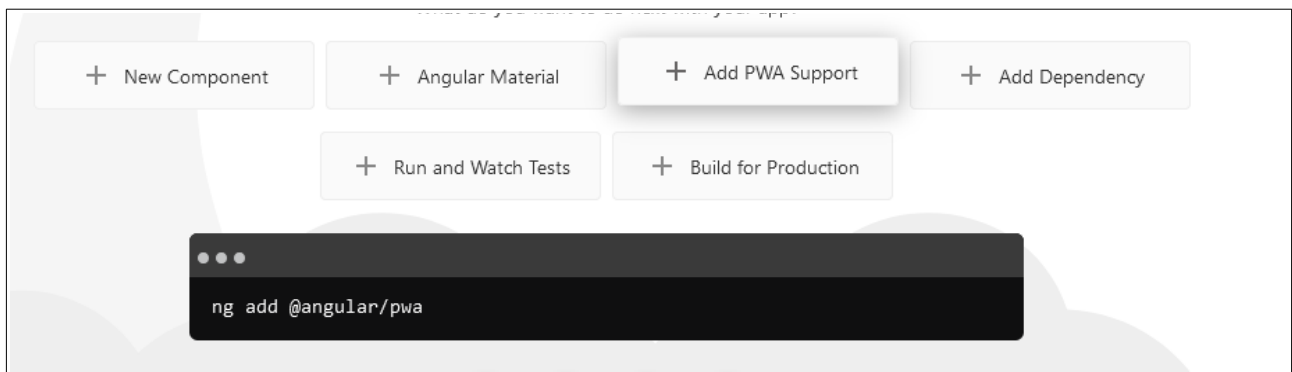 + New Component
+ Angular Material
+ Add PWA Support
+ Add Dependency
+ Run and Watch Tests
+ Build for Production
ng add @angular/pwa